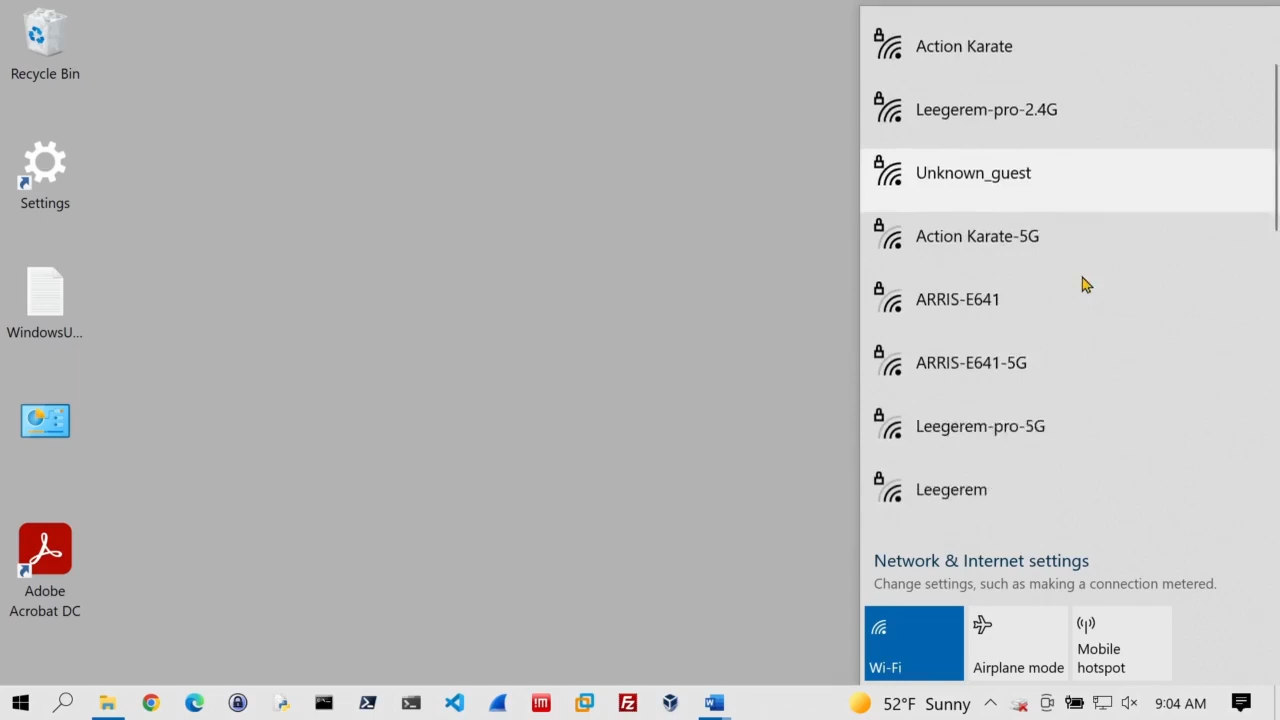 Recycle Bin
Settings
WindowsU...
Adobe
Acrobat DC
Action Karate
Leegerem-pro-2.4G
Unknown_guest
Action Karate-5G
ARRIS-E641
ARRIS-E641-5G
Leegerem-pro-5G
Leegerem
Network & Internet settings
Change settings, such as making a connection metered.
Wi-Fi
Airplane mode
Mobile
hotspot
im
Fz
W
52°F Sunny
9:04 AM